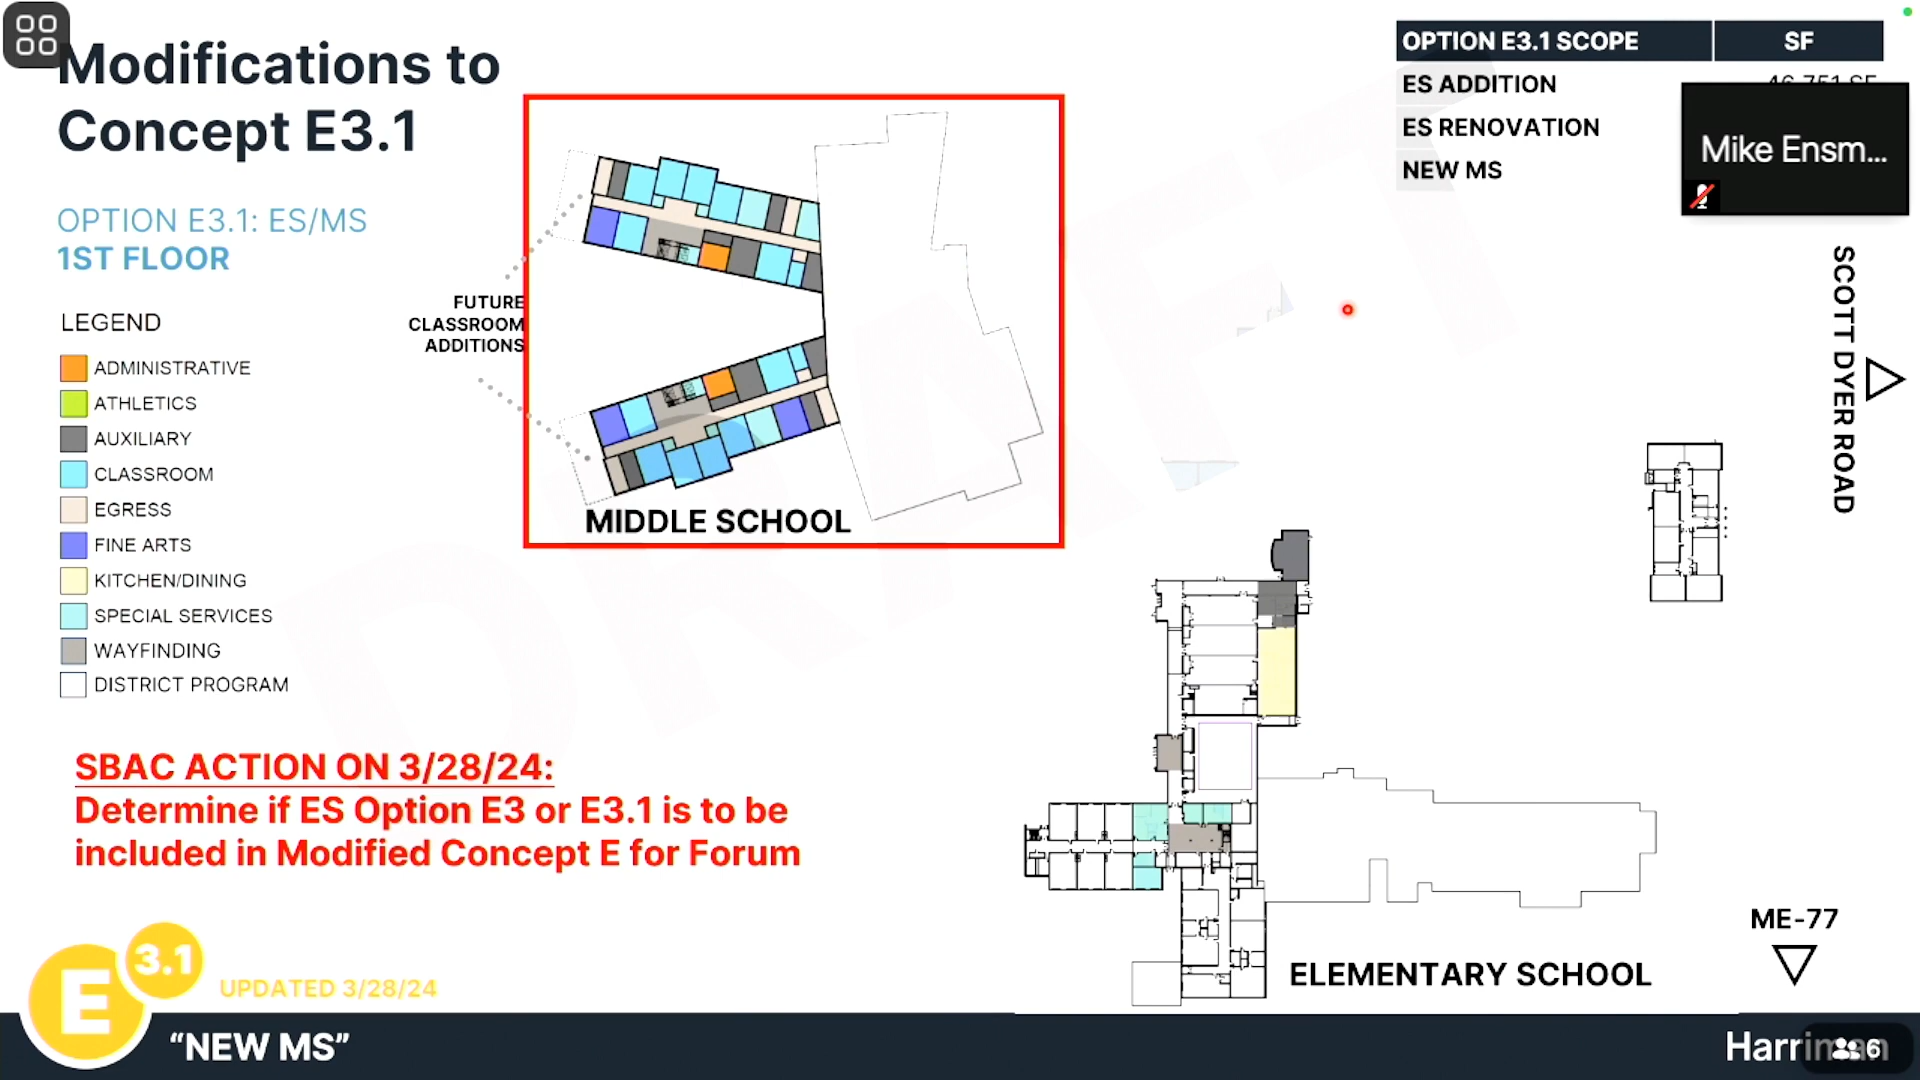 Modifications to
Concept E3.1
OPTION E3.1: ES/MS
1ST FLOOR
LEGEND
ADMINISTRATIVE
ATHLETICS
AUXILIARY
CLASSROOM
EGRESS
FINE ARTS
KITCHEN/DINING
SPECIAL SERVICES
WAYFINDING
DISTRICT PROGRAM
FUTURE
CLASSROOM
ADDITIONS
MIDDLE SCHOOL
OPTION E3.1 SCOPE SF
ES ADDITION
ES RENOVATION
NEW MS
Mike Ensm...
SCOTT DYER ROAD
DRAFT
SBAC ACTION ON 3/28/24:
Determine if ES Option E3 or E3.1 is to be
included in Modified Concept E for Forum
ME-77
ELEMENTARY SCHOOL
E 3.1
UPDATED 3/28/24
"NEW MS"
Harriman
6